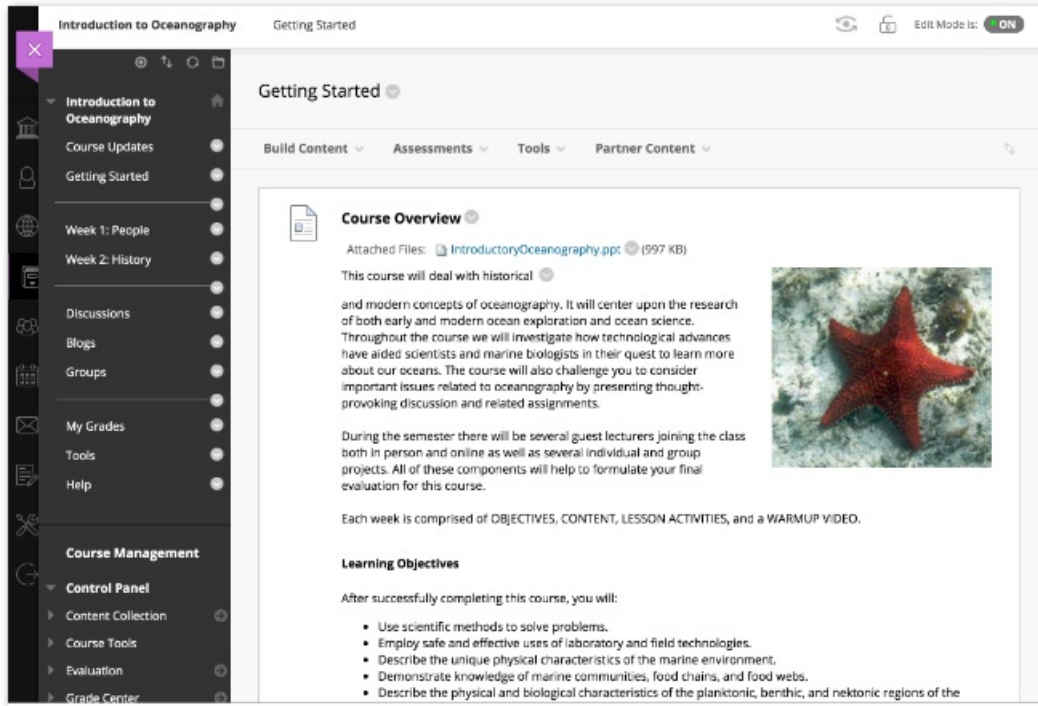 Introduction to Oceanography
Getting Started
Edit Mode is:
ON
Introduction to
Oceanography
Course Updates
Getting Started
Week 1: People
Week 2: History
Discussions
Blogs
Groups
My Grades
Tools
Help
Course Management
Control Panel
Content Collection
Course Tools
Evaluation
Grade Center
Getting Started
Build Content
Assessments
Tools
Partner Content
Course Overview
Attached Files: IntroductoryOceanography.ppt (997 KB)
This course will deal with historical
and modern concepts of oceanography. It will center upon the research
of both early and modern ocean exploration and ocean science.
Throughout the course we will investigate how technological advances
have aided scientists and marine biologists in their quest to learn more
about our oceans. The course will also challenge you to consider
important issues related to oceanography by presenting thought-
provoking discussion and related assignments.
During the semester there will be several guest lecturers joining the class
both in person and online as well as several individual and group
projects. All of these components will help to formulate your final
evaluation for this course.
Each week is comprised of OBJECTIVES, CONTENT, LESSON ACTIVITIES, and a WARMUP VIDEO.
Learning Objectives
After successfully completing this course, you will:
• Use scientific methods to solve problems.
• Employ safe and effective uses of laboratory and field technologies.
• Describe the unique physical characteristics of the marine environment.
• Demonstrate knowledge of marine communities, food chains, and food webs.
• Describe the physical and biological characteristics of the planktonic, benthic, and nektonic regions of the